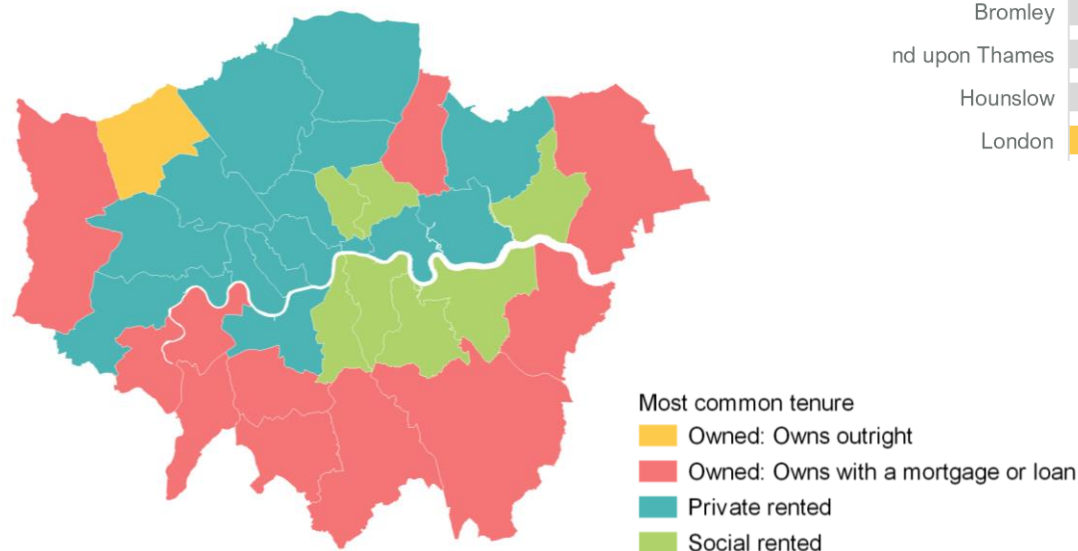 Bromley
nd upon Thames
Hounslow
London
Most common tenure
Owned: Owns outright
Owned: Owns with a mortgage or loan
Private rented
Social rented